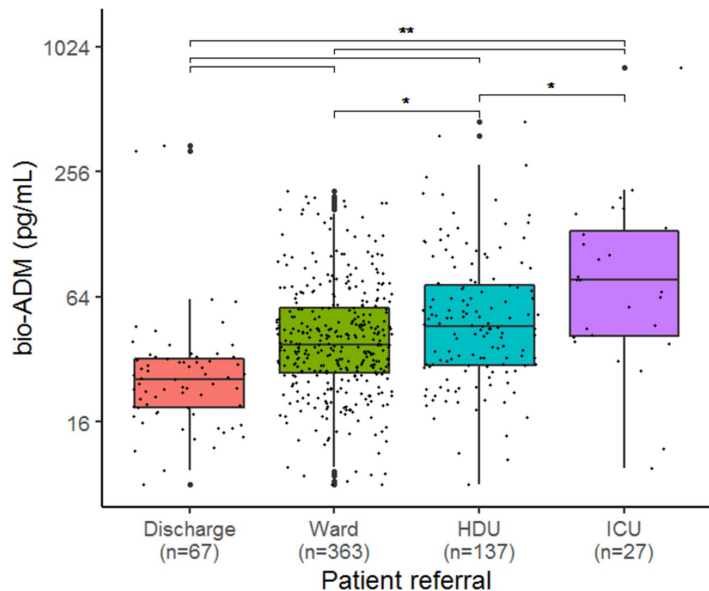 **
1024
*
*
256
bio-ADM (pg/mL)
64
16
Discharge Ward HDU ICU
(n=67) (n=363) (n=137) (n=27)
Patient referral